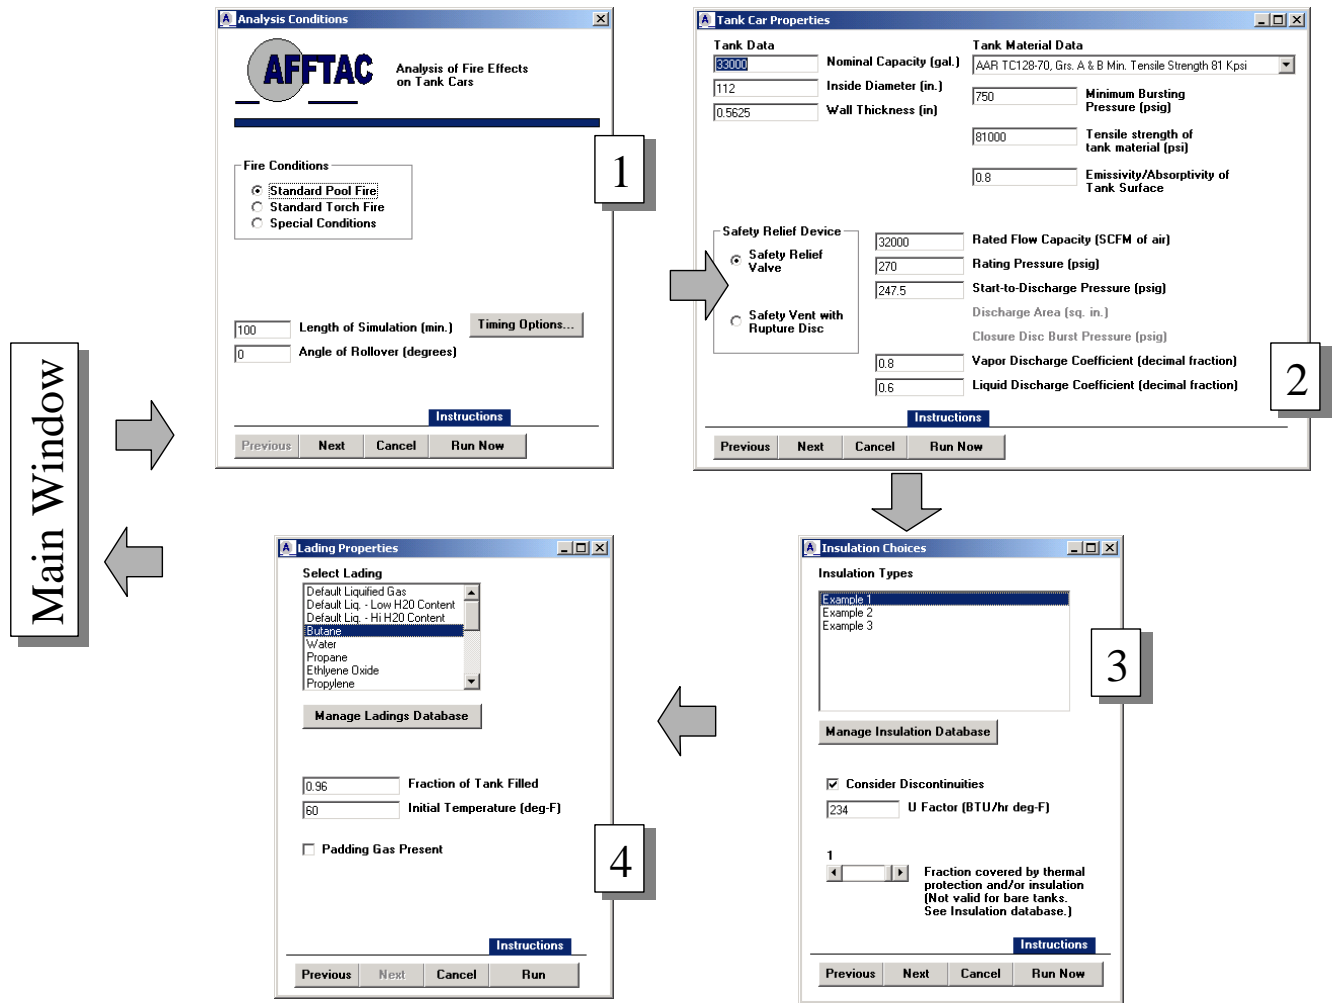 Main Window
Analysis Conditions
AFFTAC
Analysis of Fire Effects
on Tank Cars
1
Fire Conditions
Standard Pool Fire
Standard Torch Fire
Special Conditions
100 Length of Simulation (min.) Timing Options...
0 Angle of Rollover (degrees)
Instructions
Previous Next Cancel Run Now
Tank Car Properties
Tank Data
33000 Nominal Capacity (gal.)
112 Inside Diameter (in.)
0.5625 Wall Thickness (in)
Tank Material Data
AAR TC128-70, Grs. A & B Min. Tensile Strength 81 Kpsi
750 Minimum Bursting
Pressure (psig)
81000 Tensile strength of
tank material (psi)
0.8 Emissivity/Absorptivity of
Tank Surface
Safety Relief Device
Safety Relief
Valve
Safety Vent with
Rupture Disc
32000 Rated Flow Capacity (SCFM of air)
270 Rating Pressure (psig)
247.5 Start-to-Discharge Pressure (psig)
Discharge Area (sq. in.)
Closure Disc Burst Pressure (psig)
0.8 Vapor Discharge Coefficient (decimal fraction)
0.6 Liquid Discharge Coefficient (decimal fraction)
2
Instructions
Previous Next Cancel Run Now
Insulation Choices
Insulation Types
Example 1
Example 2
Example 3
3
Manage Insulation Database
Consider Discontinuities
234 U Factor (BTU/hr deg-F)
1
Fraction covered by thermal
protection and/or insulation
(Not valid for bare tanks.
See Insulation database.)
Instructions
Previous Next Cancel Run Now
Lading Properties
Select Lading
Default Liquified Gas
Default Liq. - Low H20 Content
Default Liq. - Hi H20 Content
Butane
Water
Propane
Ethlyene Oxide
Propylene
Manage Ladings Database
0.96 Fraction of Tank Filled
60 Initial Temperature (deg-F)
Padding Gas Present
4
Instructions
Previous Next Cancel Run